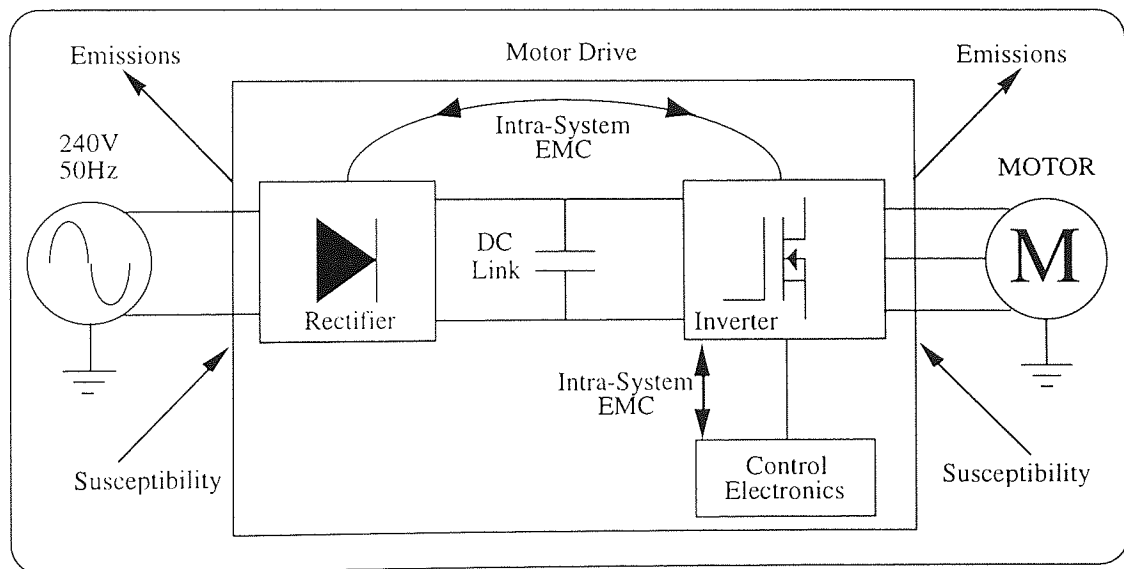 Emissions
Motor Drive
Emissions
240V
50Hz
Intra-System
EMC
MOTOR
DC
Link
M
Rectifier
Inverter
Intra-System
EMC
Susceptibility
Control
Electronics
Susceptibility